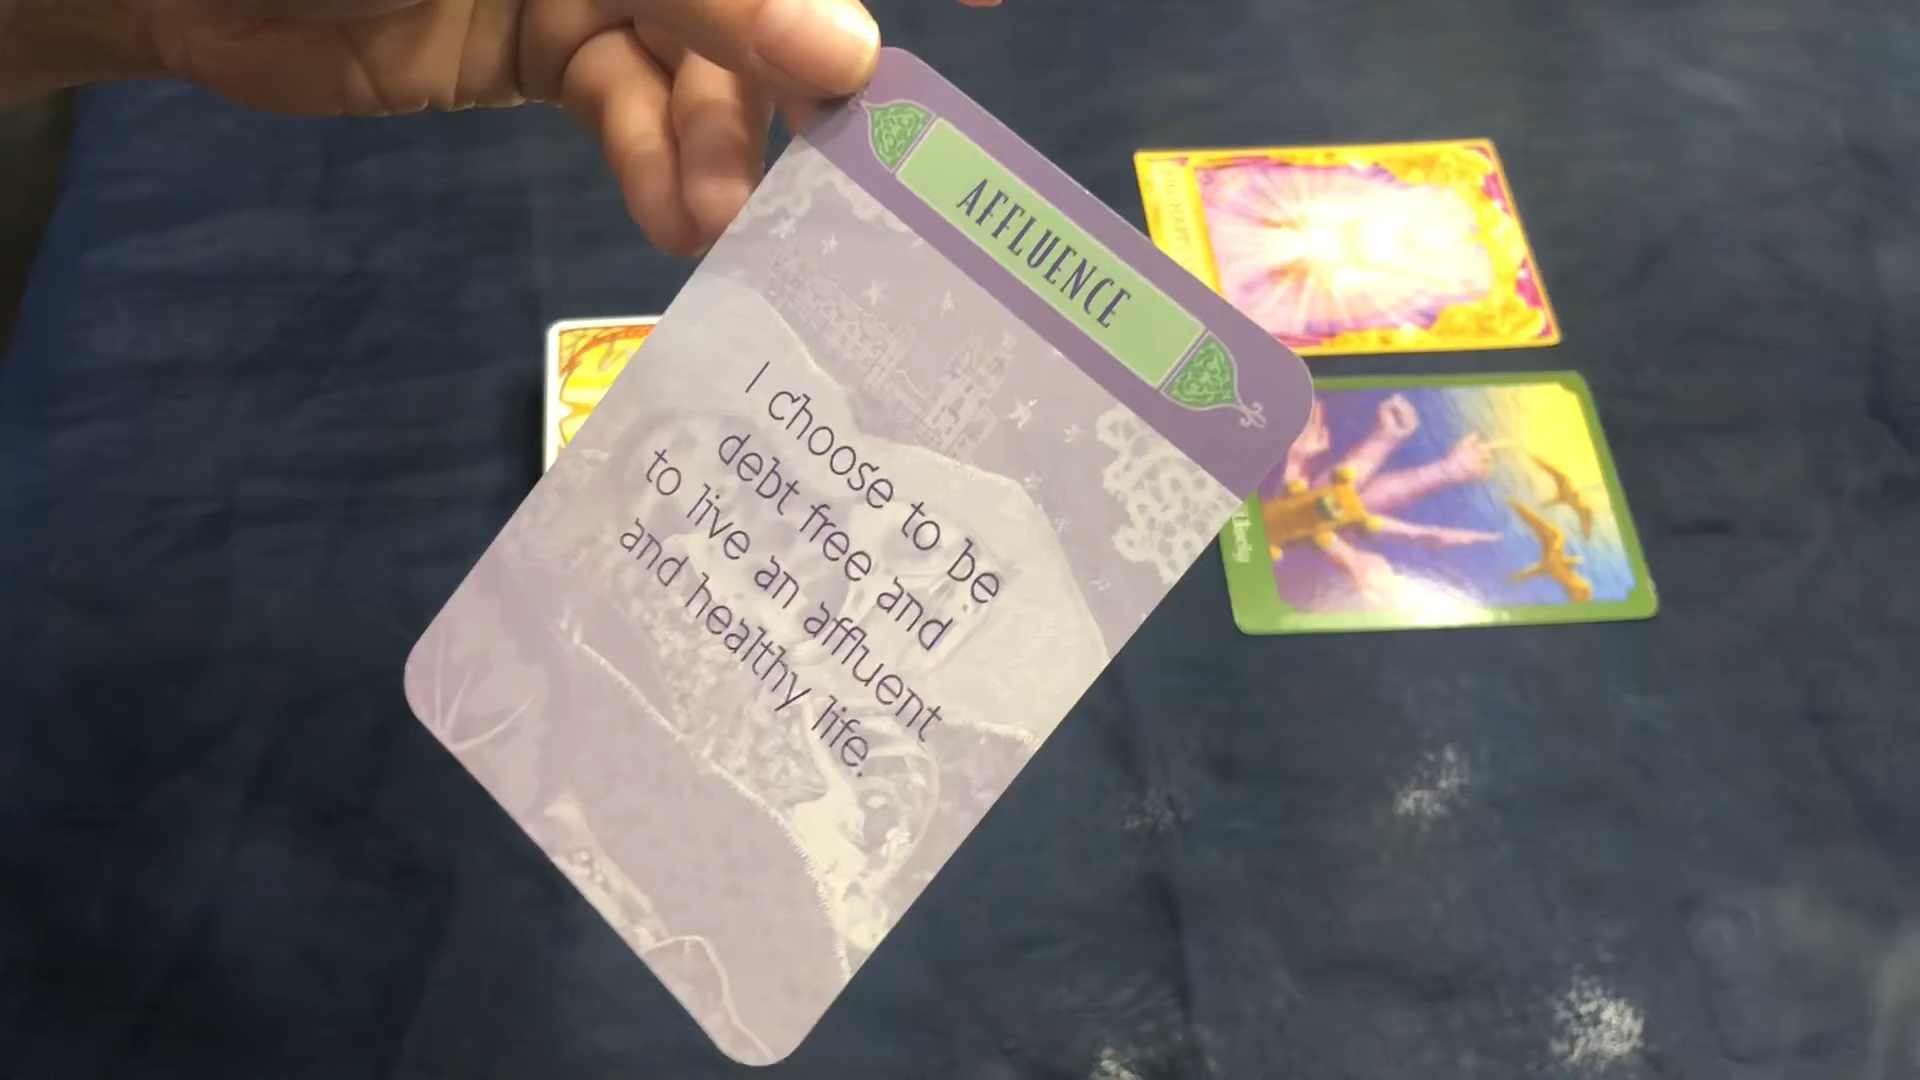 AFFLUENCE
I choose to be
debt free and
to live an affluent
and healthy life.